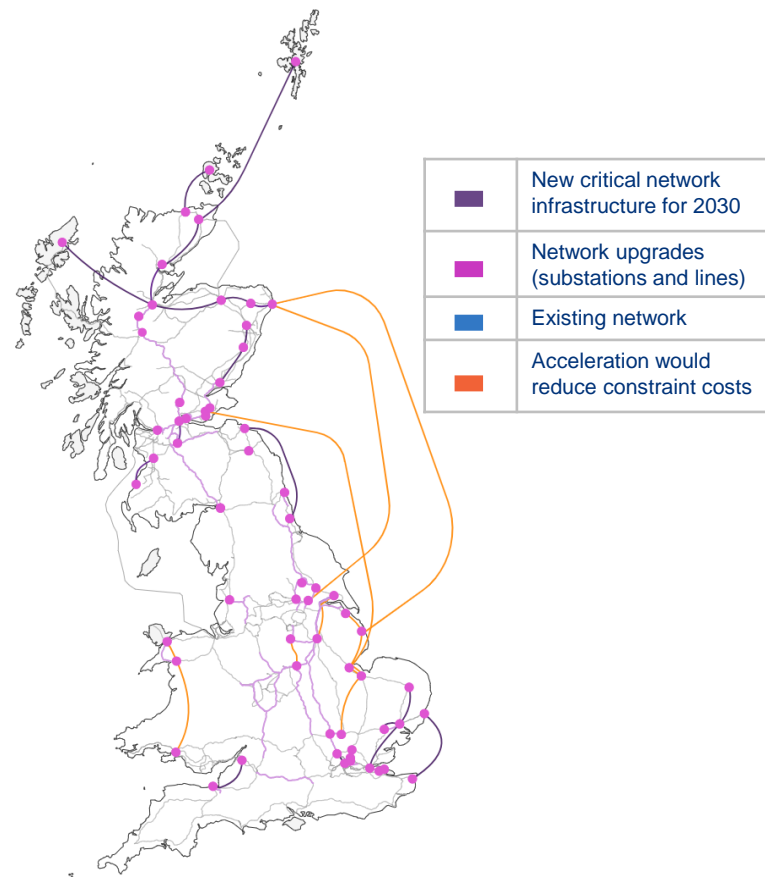 New critical network
infrastructure for 2030
Network upgrades
(substations and lines)
Existing network
Acceleration would
reduce constraint costs